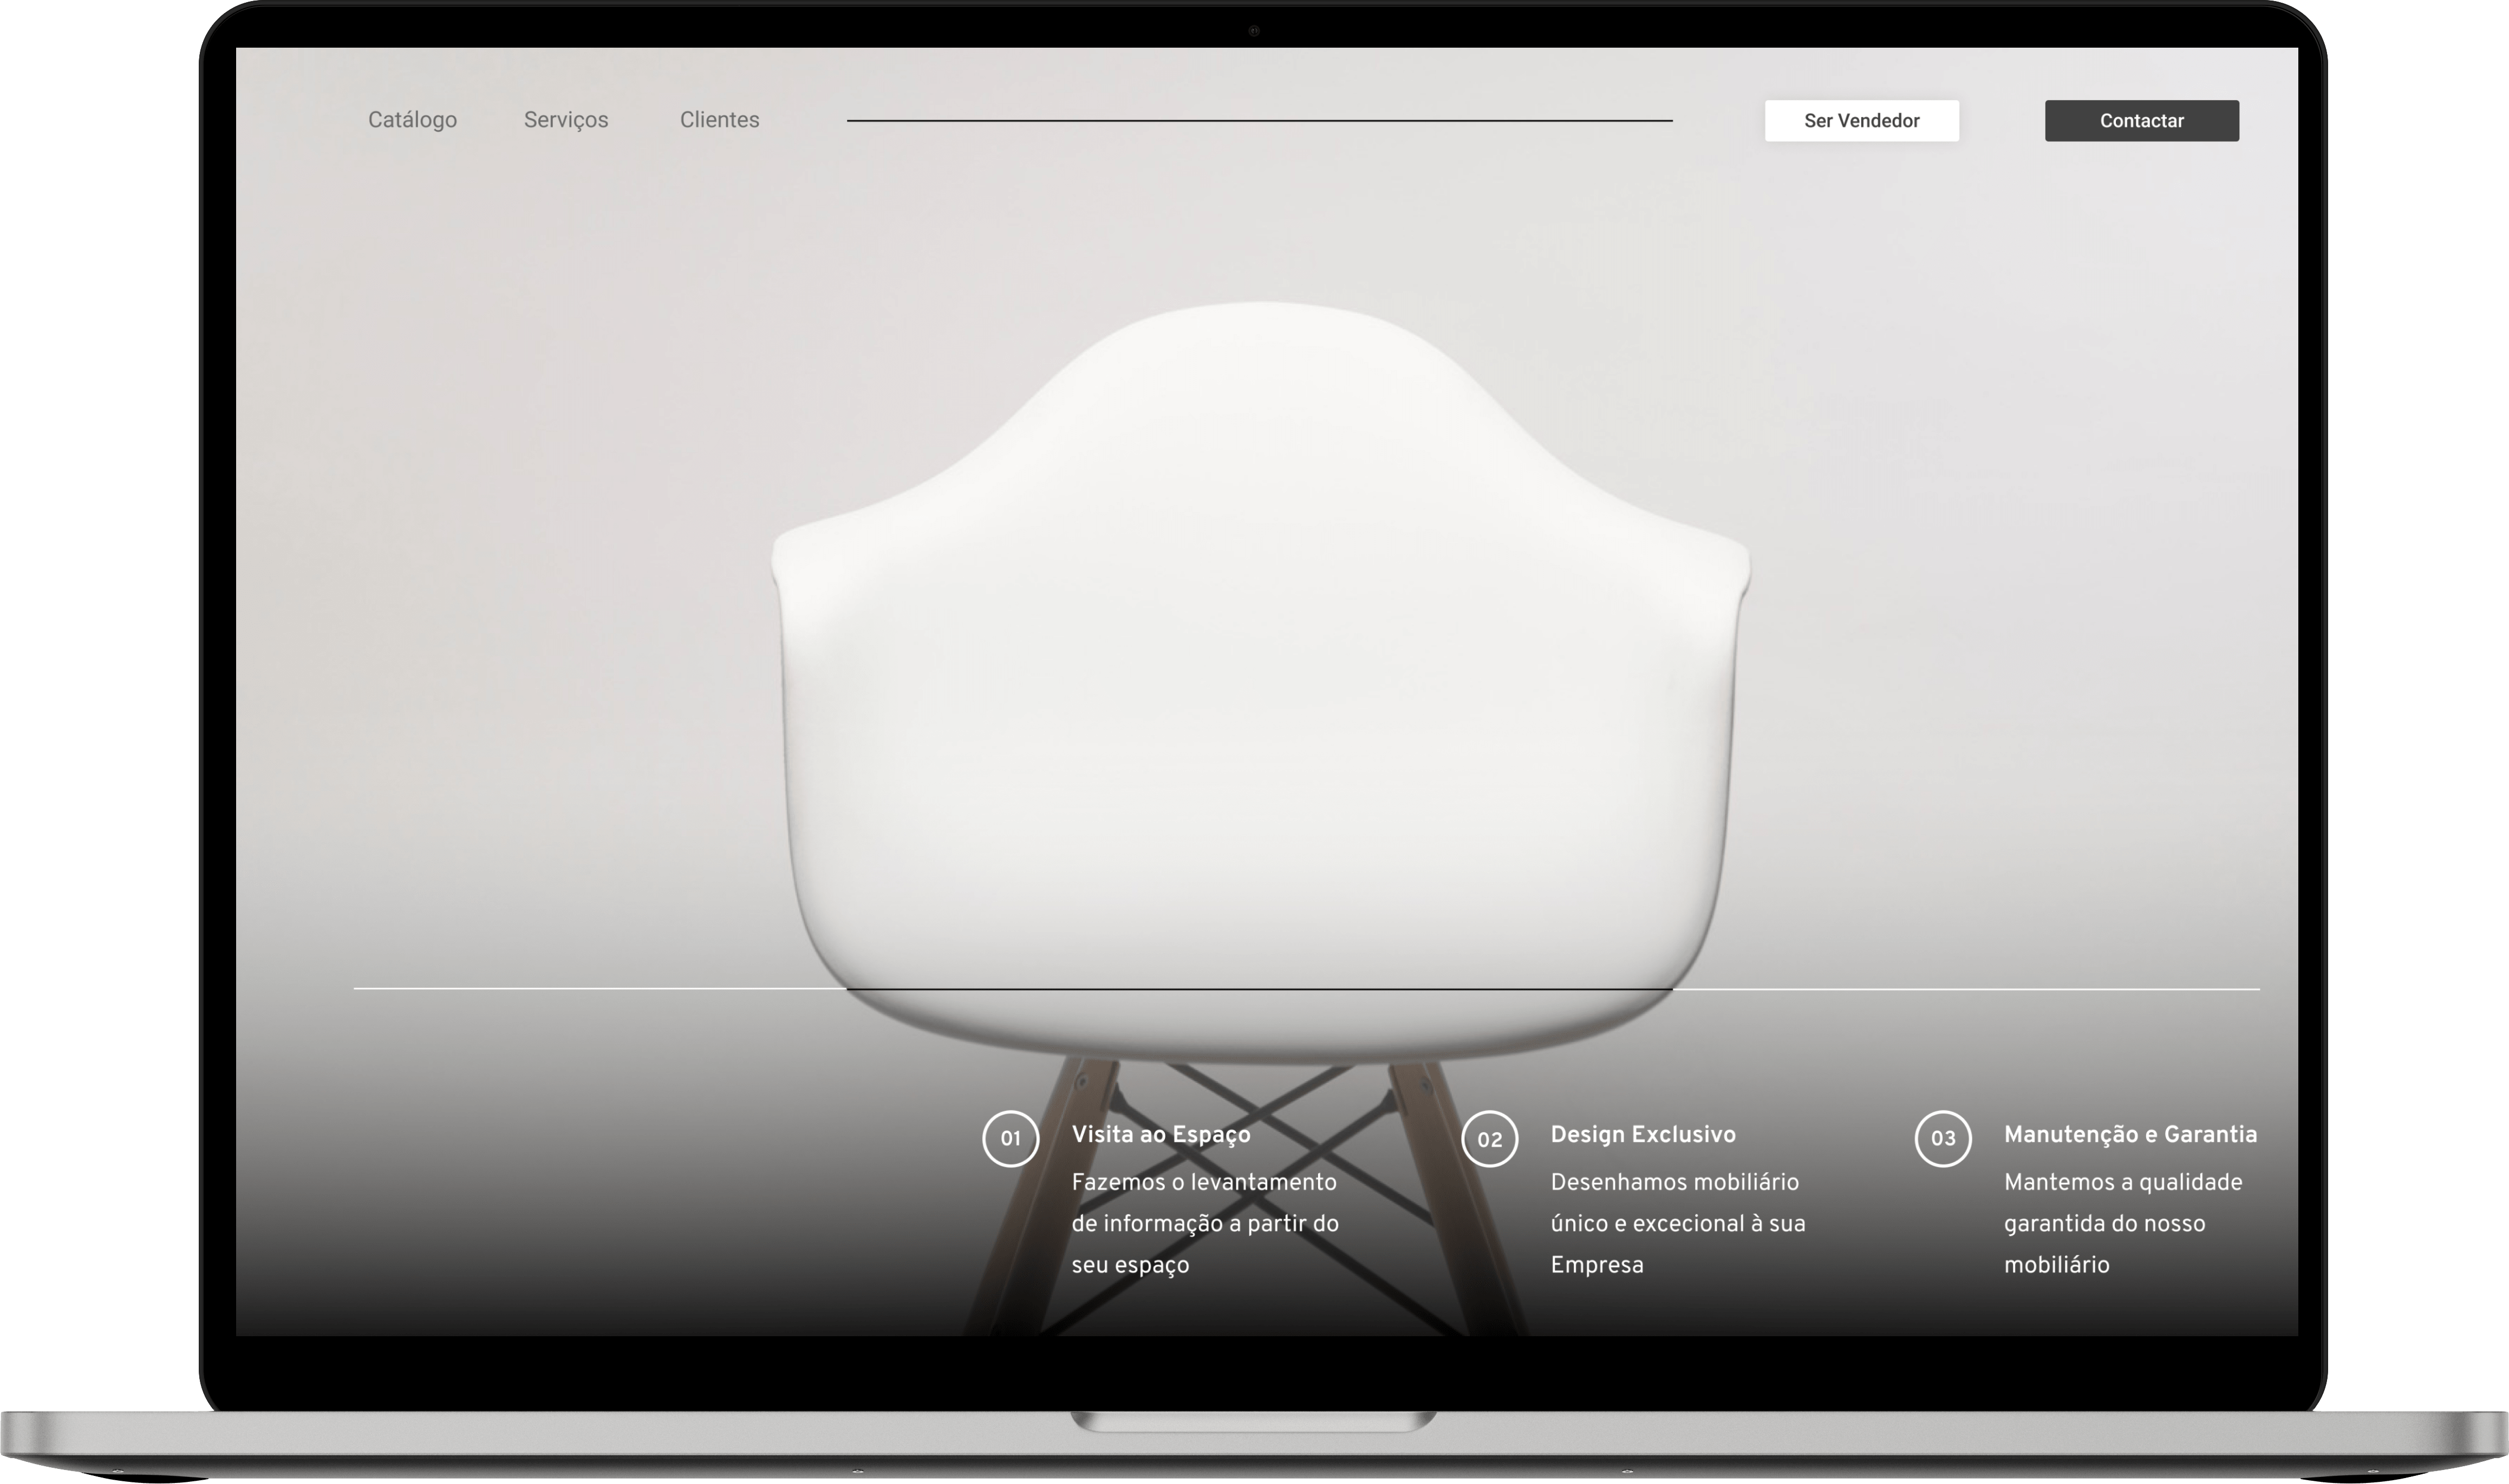 Catálogo Serviços Clientes Ser Vendedor Contactar
01 Visita ao Espaço
Fazemos o levantamento
de informação a partir do
seu espaço
02 Design Exclusivo
Desenhamos mobiliário
único e excecional à sua
Empresa
03 Manutenção e Garantia
Mantemos a qualidade
garantida do nosso
mobiliário